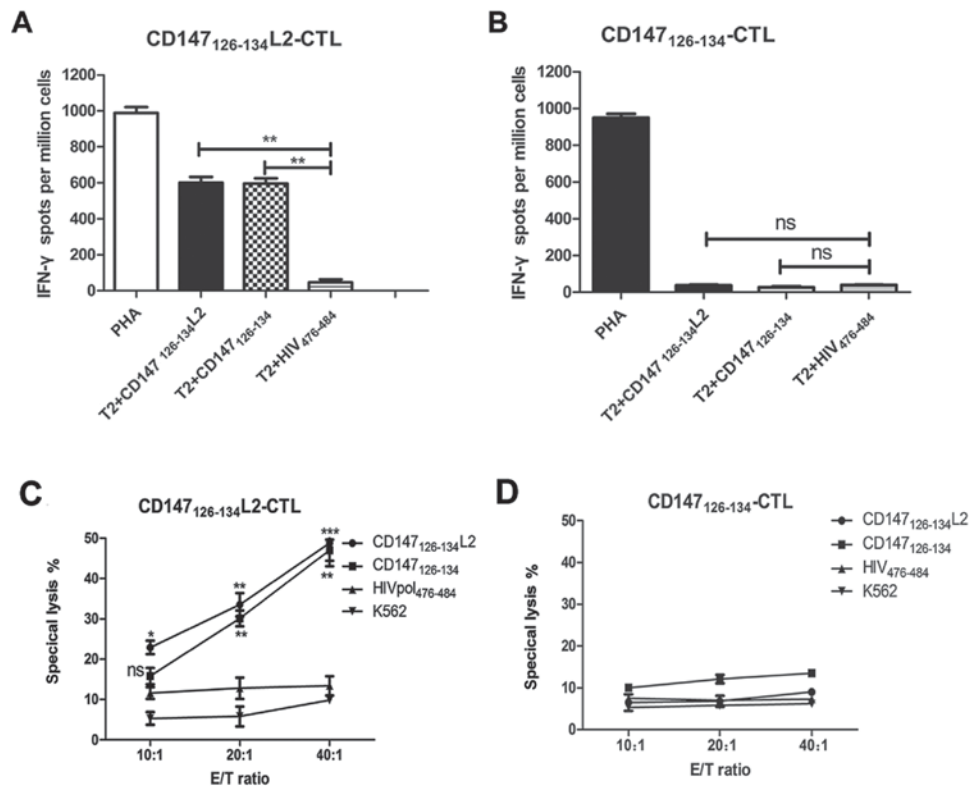 A
CD147126-134L2-CTL
IFN-γ spots per million cells
1200
1000
800
600
400
200
0
**
**
PHA
T2+CD147 126-134L2
T2+CD147126-134
T2+HIV476-484
B
CD147126-134-CTL
IFN-γ spots per million cells
1200
1000
800
600
400
200
0
ns
ns
PHA
T2+CD147 126-134L2
T2+CD147126-134
T2+HIV476-484
C
CD147126-134L2-CTL
Specical lysis %
50
40
30
20
10
0
*
ns
**
**
***
**
10:1
20:1
40:1
E/T ratio
CD147126-134L2
CD147126-134
HIVpol476-484
K562
D
CD147126-134-CTL
Specical lysis %
50
40
30
20
10
0
10:1
20:1
40:1
E/T ratio
CD147126-134L2
CD147126-134
HIV476-484
K562